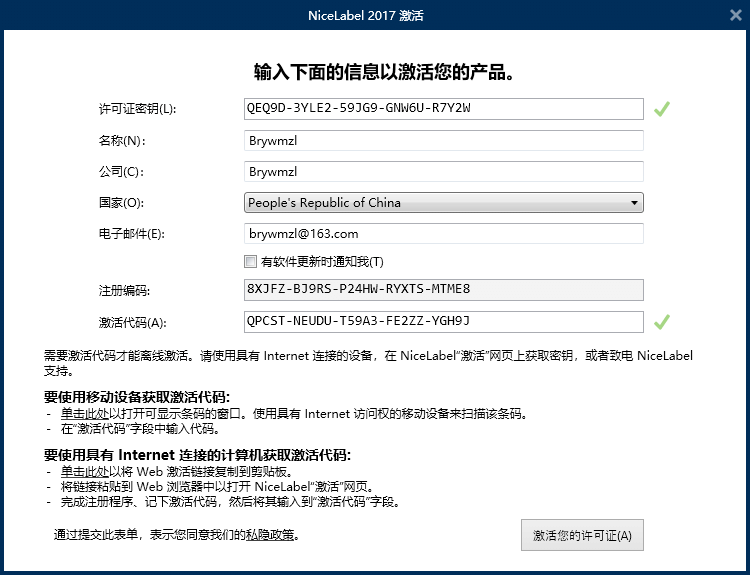 NiceLabel 2017 激活
输入下面的信息以激活您的产品。
许可证密钥(L): QEQ9D-3YLE2-59JG9-GNW6U-R7Y2W
名称(N): Brywmzl
公司(C): Brywmzl
国家(O): People's Republic of China
电子邮件(E): brywmzl@163.com
有软件更新时通知我(T)
注册编码: 8XJFZ-BJ9RS-P24HW-RYXTS-MTME8
激活代码(A): QPCST-NEUDU-T59A3-FE2ZZ-YGH9J
需要激活代码才能离线激活。请使用具有 Internet 连接的设备，在 NiceLabel“激活”网页上获取密钥，或者致电 NiceLabel
支持。
要使用移动设备获取激活代码:
- 单击此处以打开可显示条码的窗口。使用具有 Internet 访问权的移动设备来扫描该条码。
- 在“激活代码”字段中输入代码。
要使用具有 Internet 连接的计算机获取激活代码:
- 单击此处以将 Web 激活链接复制到剪贴板。
- 将链接粘贴到 Web 浏览器中以打开 NiceLabel“激活”网页。
- 完成注册程序、记下激活代码，然后将其输入到“激活代码”字段。
通过提交此表单，表示您同意我们的私隐政策。
激活您的许可证(A)